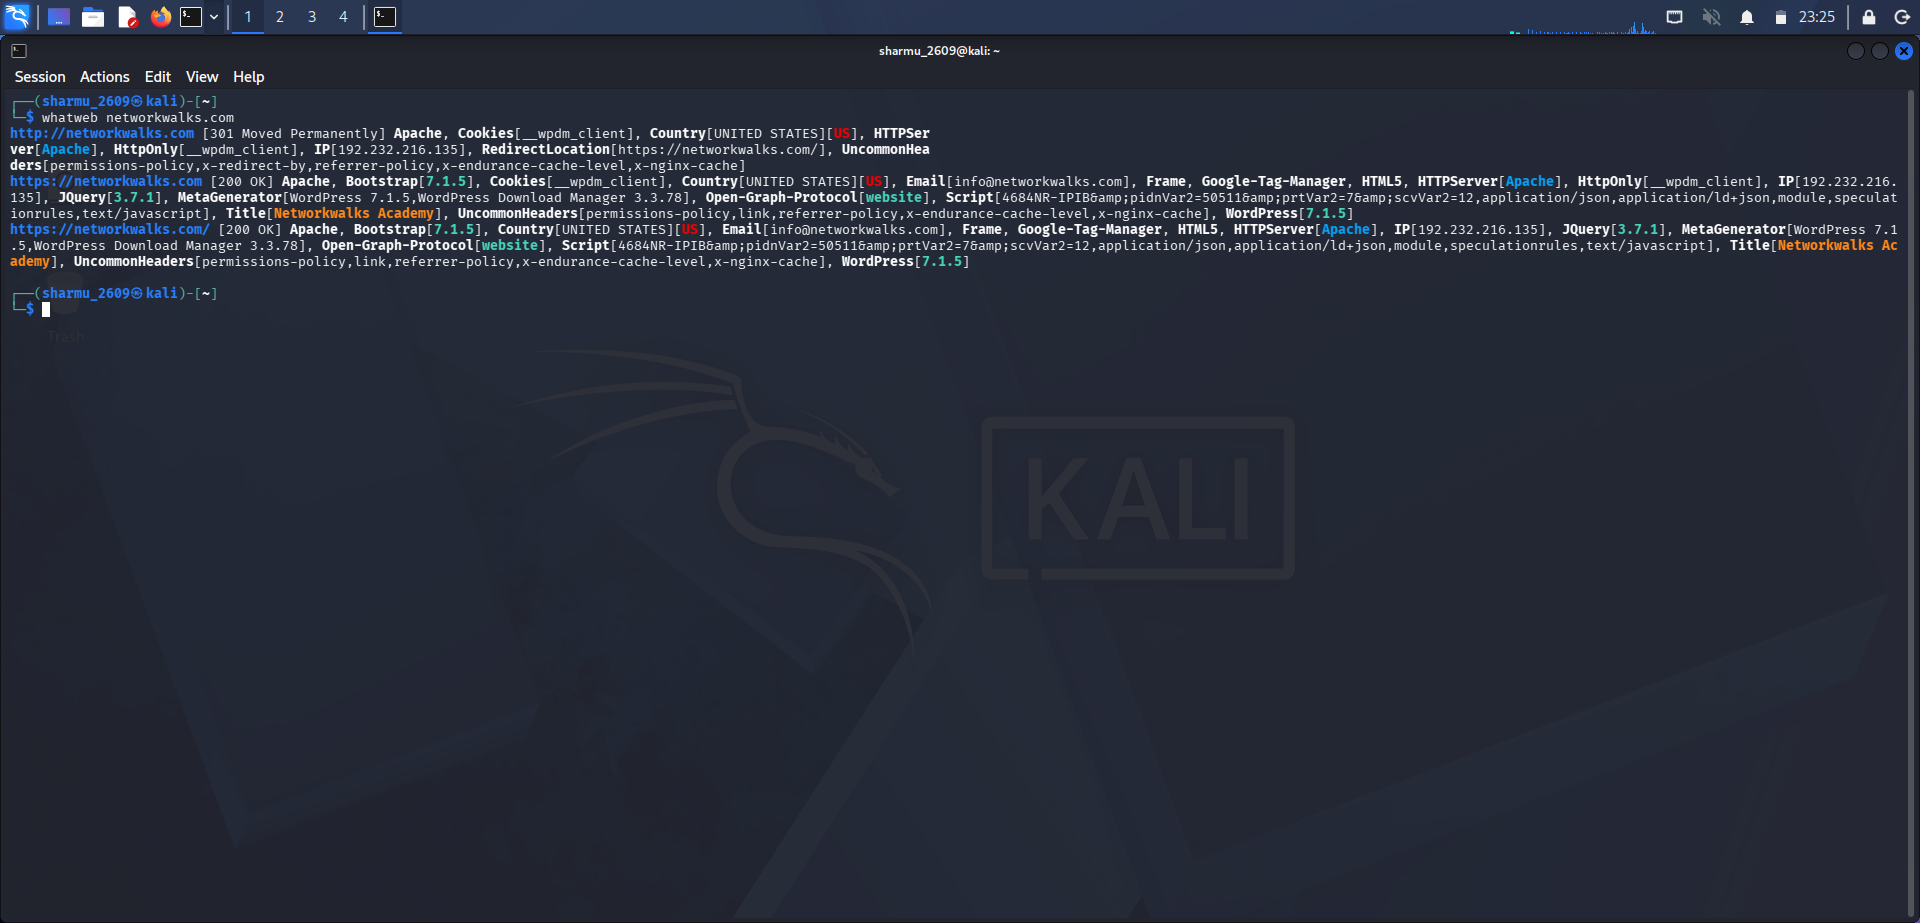 1 2 3 4 23:25
sharmu_2609@kali: ~
Session Actions Edit View Help
┌──(sharmu_2609㉿kali)-[~]
└─$ whatweb networkwalks.com
http://networkwalks.com [301 Moved Permanently] Apache, Cookies[__wpdm_client], Country[UNITED STATES][US], HTTPSer
ver[Apache], HttpOnly[__wpdm_client], IP[192.232.216.135], RedirectLocation[https://networkwalks.com/], UncommonHea
ders[permissions-policy,x-redirect-by,referrer-policy,x-endurance-cache-level,x-nginx-cache]
https://networkwalks.com [200 OK] Apache, Bootstrap[7.1.5], Cookies[__wpdm_client], Country[UNITED STATES][US], Email[info@networkwalks.com], Frame, Google-Tag-Manager, HTML5, HTTPServer[Apache], HttpOnly[__wpdm_client], IP[192.232.216.
135], JQuery[3.7.1], MetaGenerator[WordPress 7.1.5,WordPress Download Manager 3.3.78], Open-Graph-Protocol[website], Script[4684NR-IPIB&amp;pidnVar2=50511&amp;prtVar2=7&amp;scvVar2=12,application/json,application/ld+json,module,speculat
ionrules,text/javascript], Title[Networkwalks Academy], UncommonHeaders[permissions-policy,link,referrer-policy,x-endurance-cache-level,x-nginx-cache], WordPress[7.1.5]
https://networkwalks.com/ [200 OK] Apache, Bootstrap[7.1.5], Country[UNITED STATES][US], Email[info@networkwalks.com], Frame, Google-Tag-Manager, HTML5, HTTPServer[Apache], IP[192.232.216.135], JQuery[3.7.1], MetaGenerator[WordPress 7.1
.5,WordPress Download Manager 3.3.78], Open-Graph-Protocol[website], Script[4684NR-IPIB&amp;pidnVar2=50511&amp;prtVar2=7&amp;scvVar2=12,application/json,application/ld+json,module,speculationrules,text/javascript], Title[Networkwalks Ac
ademy], UncommonHeaders[permissions-policy,link,referrer-policy,x-endurance-cache-level,x-nginx-cache], WordPress[7.1.5]
┌──(sharmu_2609㉿kali)-[~]
└─$
Trash
KALI